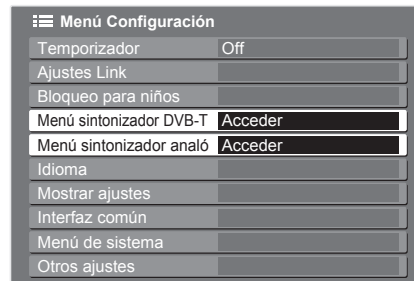 Menú Configuración
Temporizador Off
Ajustes Link
Bloqueo para niños
Menú sintonizador DVB-T Acceder
Menú sintonizador analó Acceder
Idioma
Mostrar ajustes
Interfaz común
Menú de sistema
Otros ajustes